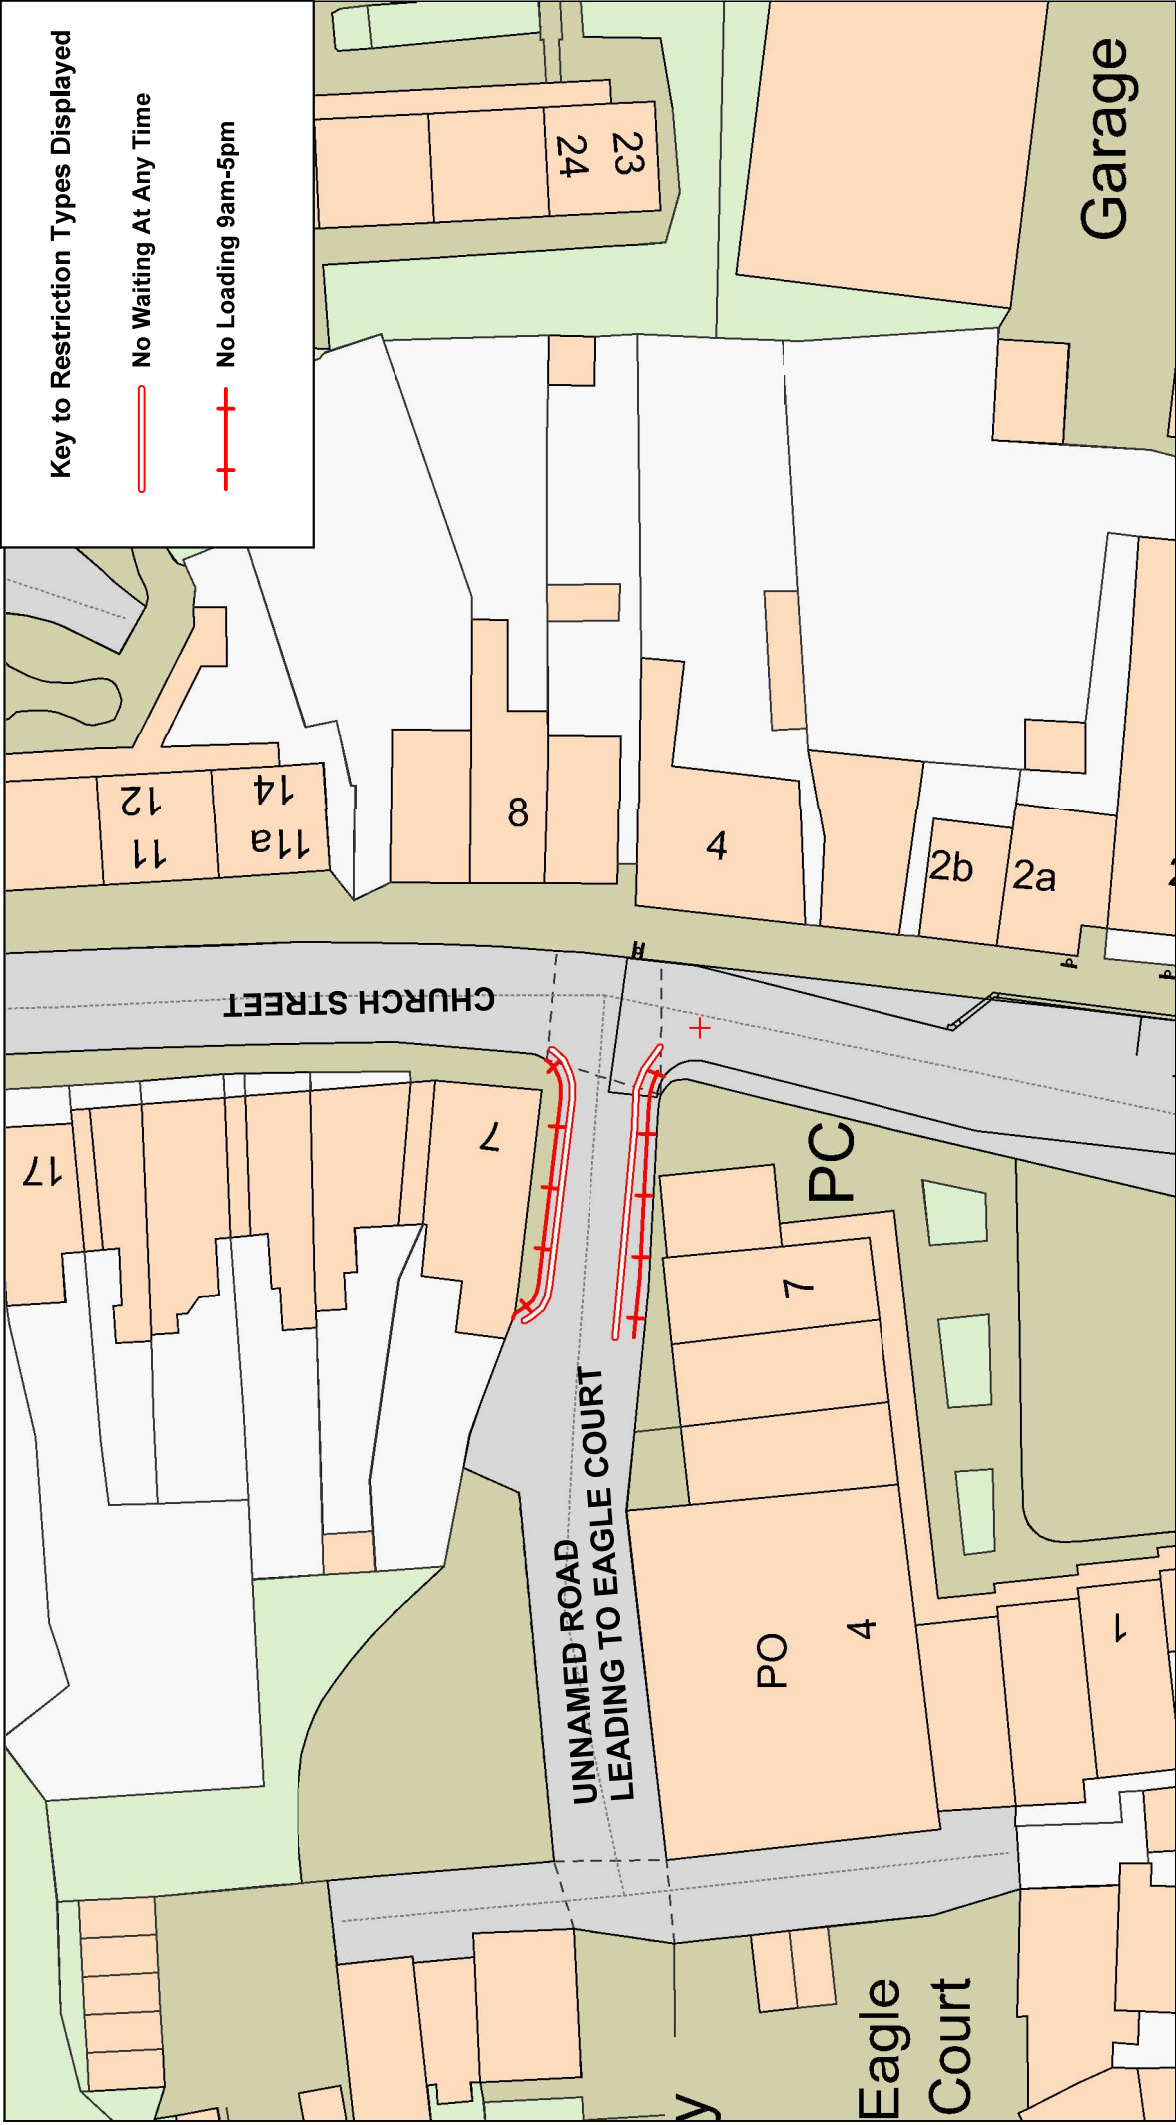 Key to Restriction Types Displayed
No Waiting At Any Time
No Loading 9am-5pm
23
24
Garage
12
11
14
11a
8
4
2b
2a
CHURCH STREET
17
7
PC
7
UNNAMED ROAD
LEADING TO EAGLE COURT
PO
4
1
Eagle
Court
y